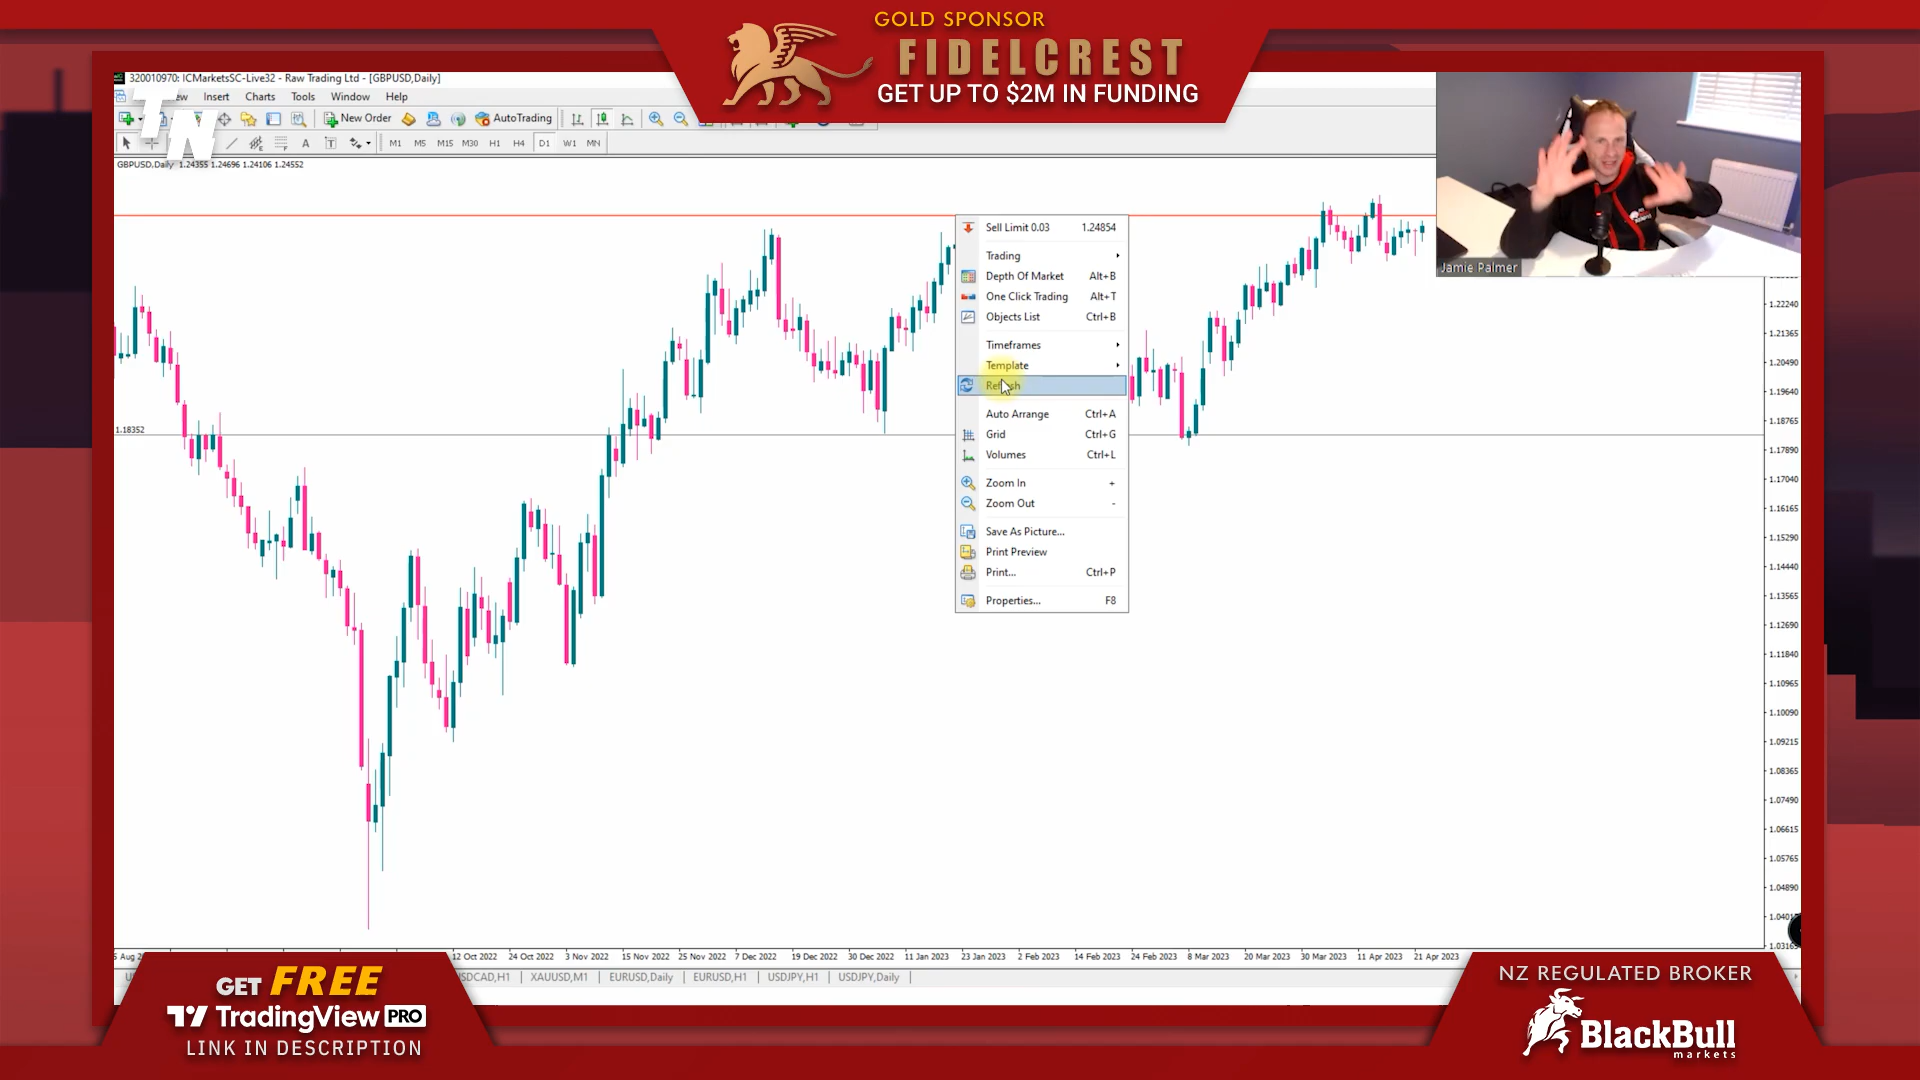 GOLD SPONSOR
FIDELCREST
GET UP TO $2M IN FUNDING
320010970: ICMarketsSC-Live32 - Raw Trading Ltd - [GBPUSD,Daily]
Insert Charts Tools Window Help
TN
New Order AutoTrading
A T M1 M5 M15 M30 H1 H4 D1 W1 MN
GBPUSD,Daily 1.24355 1.24696 1.24106 1.24552
Jamie Palmer
Sell Limit 0.03 1.24854
Trading
Depth Of Market Alt+B
One Click Trading Alt+T
Objects List Ctrl+B
Timeframes
Template
Refresh
Auto Arrange Ctrl+A
Grid Ctrl+G
Volumes Ctrl+L
Zoom In +
Zoom Out -
Save As Picture...
Print Preview
Print... Ctrl+P
Properties... F8
1.18352
1.22240
1.21365
1.20490
1.19640
1.18765
1.17890
1.17040
1.16165
1.15290
1.14440
1.13565
1.12690
1.11840
1.10965
1.10090
1.09215
1.08365
1.07490
1.06615
1.05765
1.04890
1.04015
1.03165
12 Oct 2022 24 Oct 2022 3 Nov 2022 15 Nov 2022 25 Nov 2022 7 Dec 2022 19 Dec 2022 30 Dec 2022 11 Jan 2023 23 Jan 2023 2 Feb 2023 14 Feb 2023 24 Feb 2023 8 Mar 2023 20 Mar 2023 30 Mar 2023 11 Apr 2023 21 Apr 2023
SDCAD,H1 XAUUSD,M1 EURUSD,Daily EURUSD,H1 USDJPY,H1 USDJPY,Daily
GET FREE
TradingView PRO
LINK IN DESCRIPTION
NZ REGULATED BROKER
BlackBull
markets